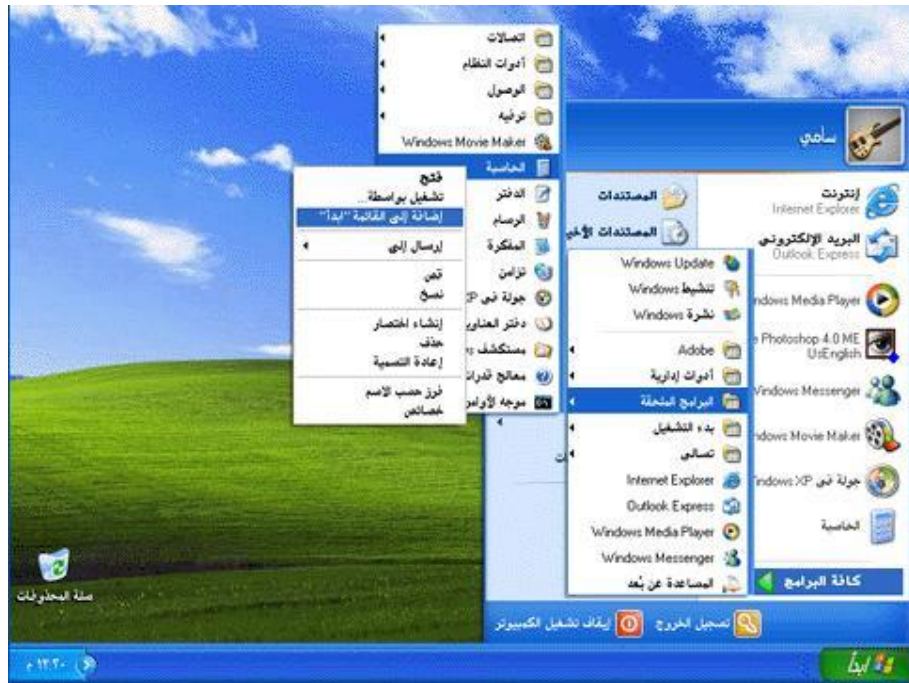 سامي
إنترنت
Internet Explorer
البريد الإلكتروني
Outlook Express
Windows Media Player
Photoshop 4.0 ME
UsEnglish
Windows Messenger
Windows Movie Maker
جولة في Windows XP
الحاسبة
كافة البرامج
المستندات
المستندات
Windows Update
تنشيط Windows
نشرة Windows
Adobe
أدوات إدارية
البرامج الملحقة
بدء التشغيل
تسالى
Internet Explorer
Outlook Express
Windows Media Player
Windows Messenger
المساعدة عن بُعد
اتصالات
أدوات النظام
الوصول
ترفيه
Windows Movie Maker
الحاسبة
الدفتر
الرسام
المفكرة
تزامن
جولة في
دفتر
مستكشف
معالج
موجه
فتح
تشغيل بواسطة...
إضافة إلى القائمة "ابدأ"
إرسال إلى
قص
نسخ
إنشاء اختصار
حذف
إعادة التسمية
فرز حسب الاسم
خصائص
سلة المحذوفات
تسجيل الخروج
إيقاف تشغيل الكمبيوتر
ابدأ